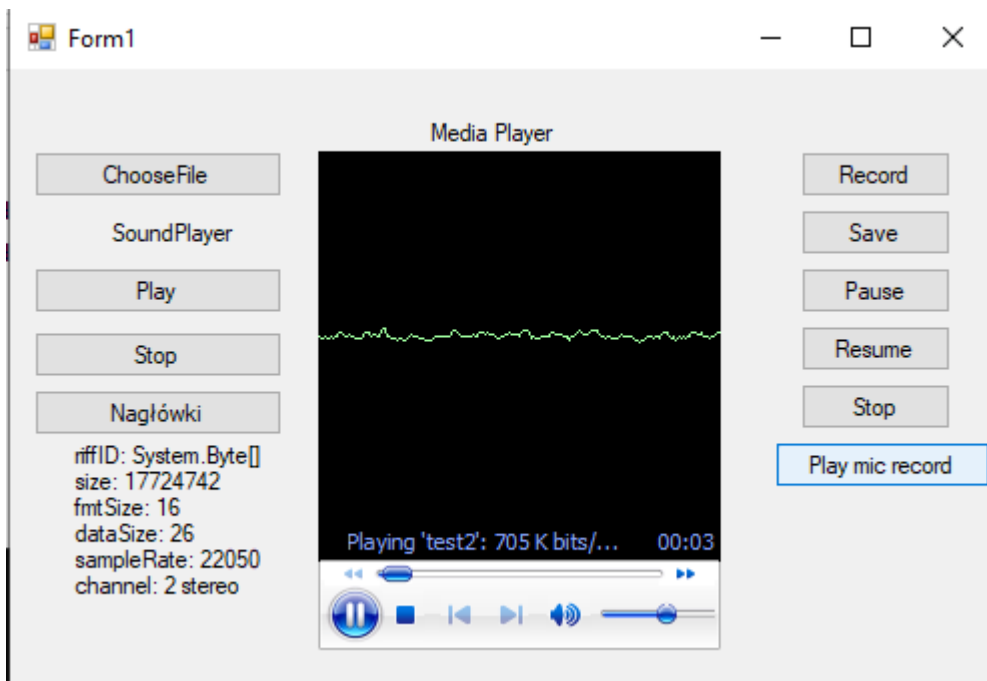 Form1
Media Player
ChooseFile
SoundPlayer
Play
Stop
Nagłówki
riffID: System.Byte[]
size: 17724742
fmtSize: 16
dataSize: 26
sampleRate: 22050
channel: 2 stereo
Playing 'test2': 705 K bits/... 00:03
Record
Save
Pause
Resume
Stop
Play mic record